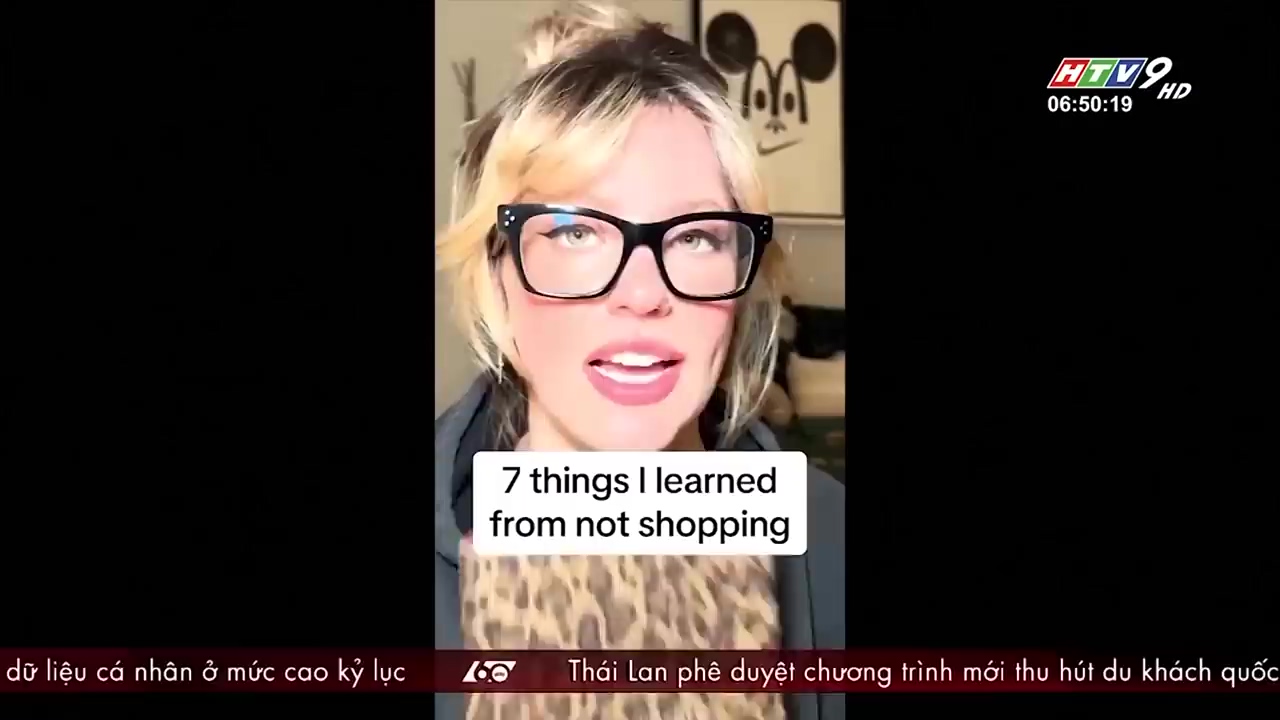 HTV9 HD
06:50:19
7 things I learned
from not shopping
dữ liệu cá nhân ở mức cao kỷ lục
60 Thái Lan phê duyệt chương trình mới thu hút du khách quốc